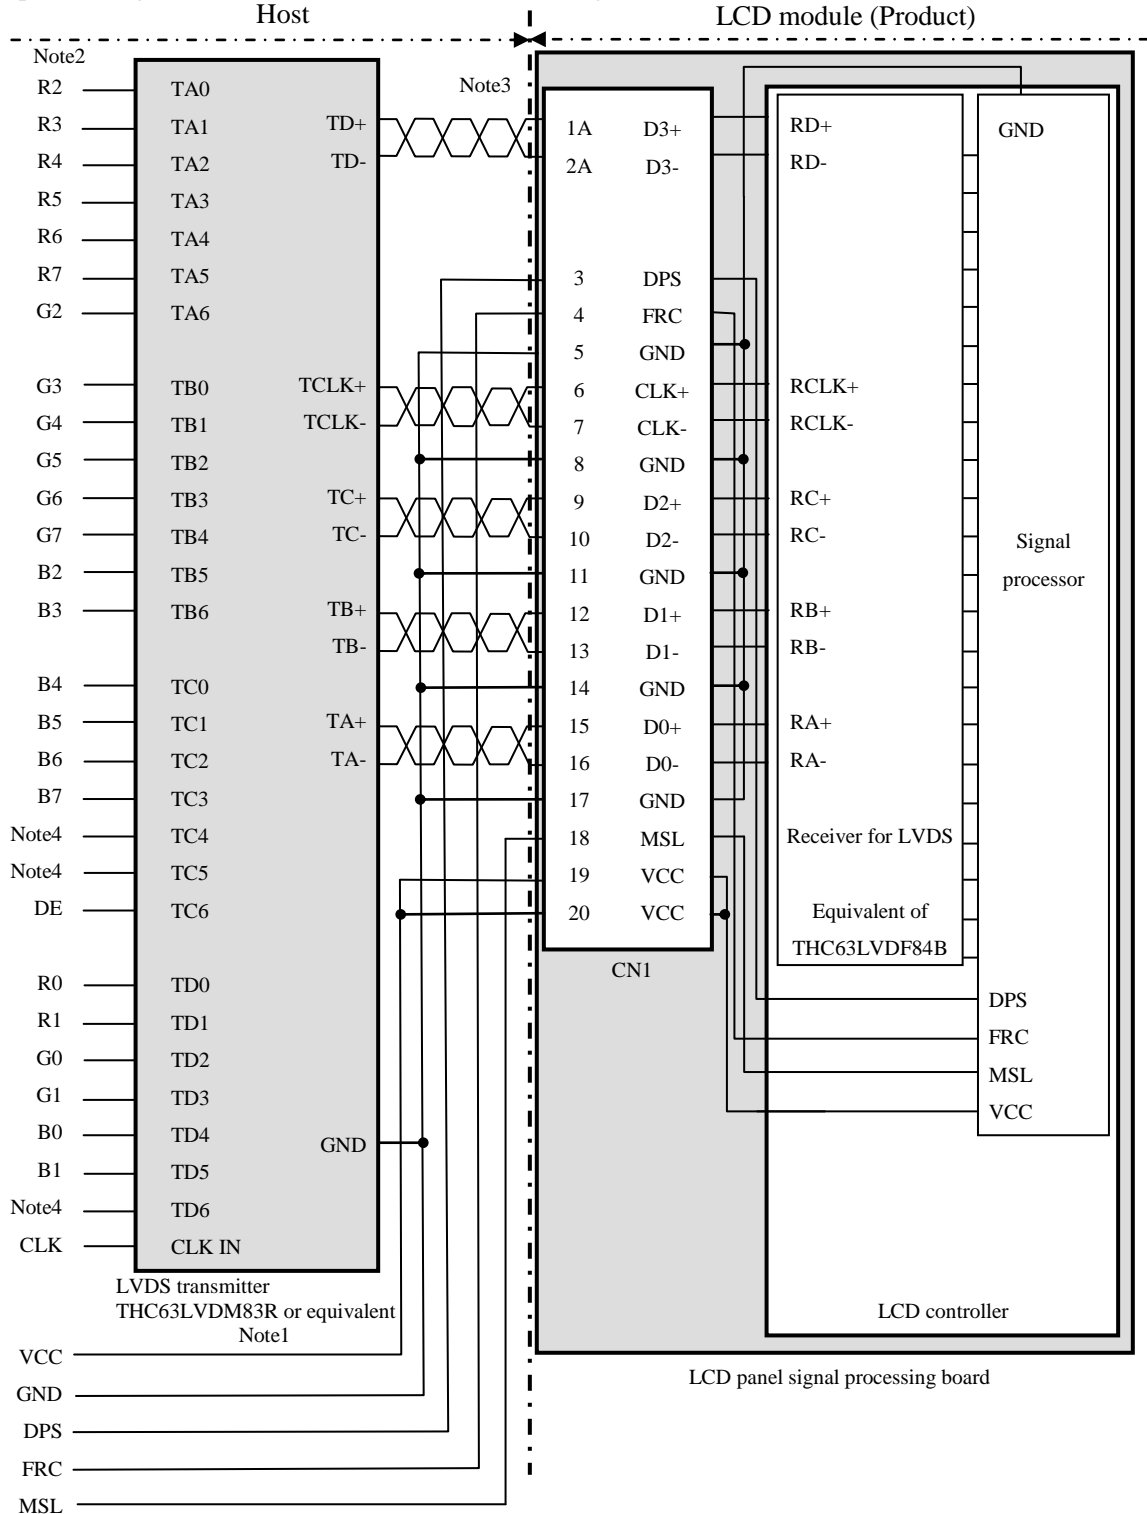 Host
LCD module (Product)
Note2
R2 TA0
R3 TA1 TD+
R4 TA2 TD-
R5 TA3
R6 TA4
R7 TA5
G2 TA6
G3 TB0 TCLK+
G4 TB1 TCLK-
G5 TB2
G6 TB3 TC+
G7 TB4 TC-
B2 TB5
B3 TB6 TB+
TB-
B4 TC0
B5 TC1 TA+
B6 TC2 TA-
B7 TC3
Note4 TC4
Note4 TC5
DE TC6
R0 TD0
R1 TD1
G0 TD2
G1 TD3
B0 TD4
GND
B1 TD5
Note4 TD6
CLK CLK IN
LVDS transmitter
THC63LVDM83R or equivalent
Note1
VCC
GND
DPS
FRC
MSL
Note3
1A D3+
2A D3-
3 DPS
4 FRC
5 GND
6 CLK+
7 CLK-
8 GND
9 D2+
10 D2-
11 GND
12 D1+
13 D1-
14 GND
15 D0+
16 D0-
17 GND
18 MSL
19 VCC
20 VCC
CN1
RD+
RD-
RCLK+
RCLK-
RC+
RC-
RB+
RB-
RA+
RA-
Receiver for LVDS
Equivalent of
THC63LVDF84B
GND
Signal
processor
DPS
FRC
MSL
VCC
LCD controller
LCD panel signal processing board